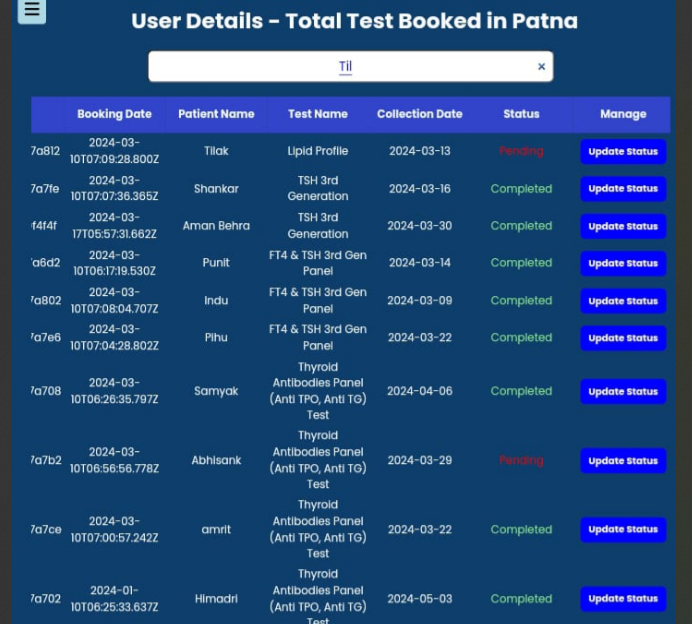 User Details - Total Test Booked in Patna
Til
×
Booking Date Patient Name Test Name Collection Date Status Manage
7a812 2024-03-10T07:09:28.800Z Tilak Lipid Profile 2024-03-13 Pending Update Status
7a7fe 2024-03-10T07:07:36.365Z Shankar TSH 3rd Generation 2024-03-16 Completed Update Status
f4f4f 2024-03-17T05:57:31.662Z Aman Behra TSH 3rd Generation 2024-03-30 Completed Update Status
a6d2 2024-03-10T06:17:19.530Z Punit FT4 & TSH 3rd Gen Panel 2024-03-14 Completed Update Status
a802 2024-03-10T07:08:04.707Z Indu FT4 & TSH 3rd Gen Panel 2024-03-09 Completed Update Status
a7e6 2024-03-10T07:04:28.802Z Pihu FT4 & TSH 3rd Gen Panel 2024-03-22 Completed Update Status
7a708 2024-03-10T06:26:35.797Z Samyak Thyroid Antibodies Panel (Anti TPO, Anti TG) Test 2024-04-06 Completed Update Status
7a7b2 2024-03-10T06:56:56.778Z Abhisank Thyroid Antibodies Panel (Anti TPO, Anti TG) Test 2024-03-29 Pending Update Status
7a7ce 2024-03-10T07:00:57.242Z amrit Thyroid Antibodies Panel (Anti TPO, Anti TG) Test 2024-03-22 Completed Update Status
7a702 2024-01-10T06:25:33.637Z Himadri Thyroid Antibodies Panel (Anti TPO, Anti TG) Test 2024-05-03 Completed Update Status